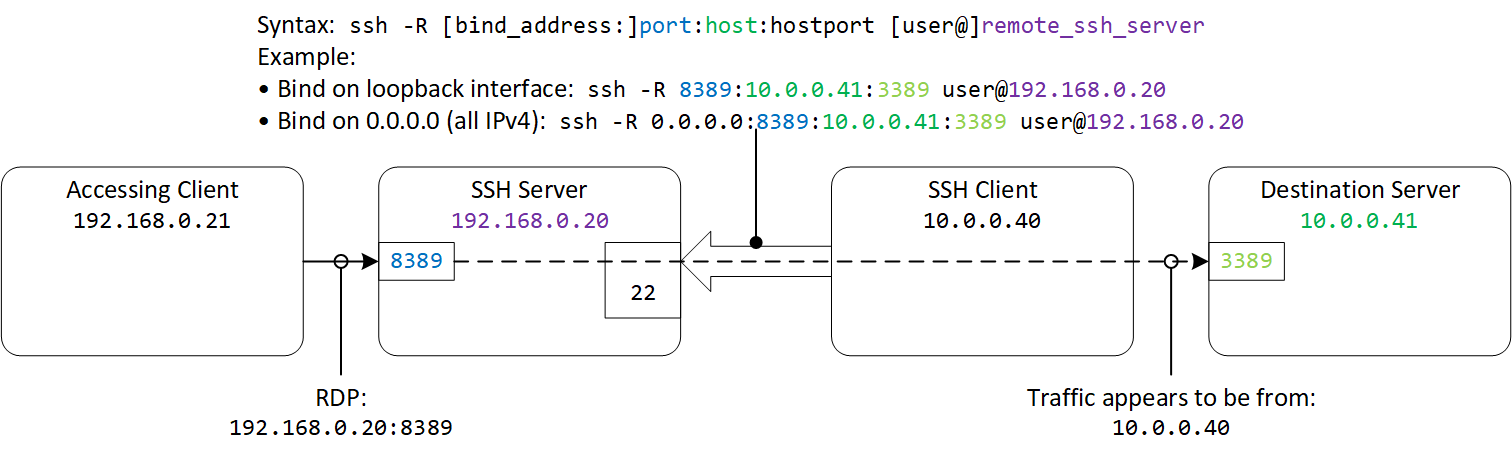 Syntax: ssh -R [bind_address:]port:host:hostport [user@]remote_ssh_server
Example:
• Bind on loopback interface: ssh -R 8389:10.0.0.41:3389 user@192.168.0.20
• Bind on 0.0.0.0 (all IPv4): ssh -R 0.0.0.0:8389:10.0.0.41:3389 user@192.168.0.20
Accessing Client
192.168.0.21
SSH Server
192.168.0.20
8389
22
SSH Client
10.0.0.40
Destination Server
10.0.0.41
3389
RDP:
192.168.0.20:8389
Traffic appears to be from:
10.0.0.40